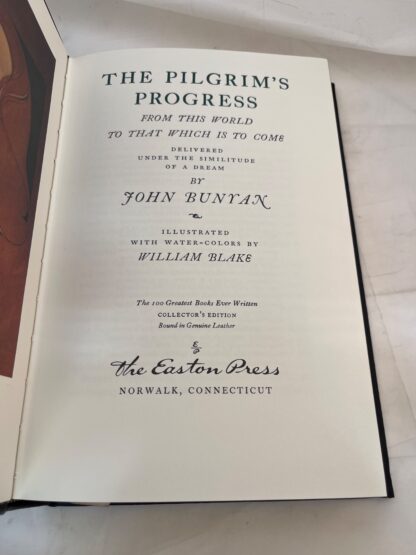 THE PILGRIM'S
PROGRESS
FROM THIS WORLD
TO THAT WHICH IS TO COME
DELIVERED
UNDER THE SIMILITUDE
OF A DREAM
BY
JOHN BUNYAN
ILLUSTRATED
WITH WATER-COLORS BY
WILLIAM BLAKE
The 100 Greatest Books Ever Written
COLLECTOR'S EDITION
Bound in Genuine Leather
The Easton Press
NORWALK, CONNECTICUT